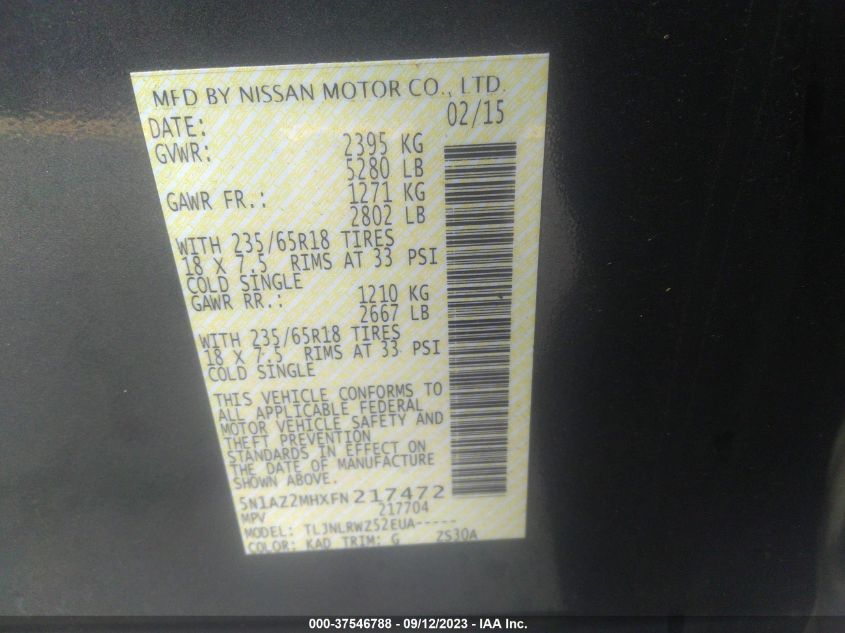 MFD BY NISSAN MOTOR CO., LTD.
DATE: 02/15
GVWR: 2395 KG
5280 LB
GAWR FR.: 1271 KG
2802 LB
WITH 235/65R18 TIRES
18 X 7.5 RIMS AT 33 PSI
COLD SINGLE
GAWR RR.: 1210 KG
2667 LB
WITH 235/65R18 TIRES
18 X 7.5 RIMS AT 33 PSI
COLD SINGLE
THIS VEHICLE CONFORMS TO
ALL APPLICABLE FEDERAL
MOTOR VEHICLE SAFETY AND
THEFT PREVENTION
STANDARDS IN EFFECT ON
THE DATE OF MANUFACTURE
SHOWN ABOVE.
5N1AZ2MHXFN217472
MPV 217704
MODEL: TLJNLRWZ52EUA-----
COLOR: KAD TRIM: G Z530A
000-37546788 - 09/12/2023 - IAA Inc.